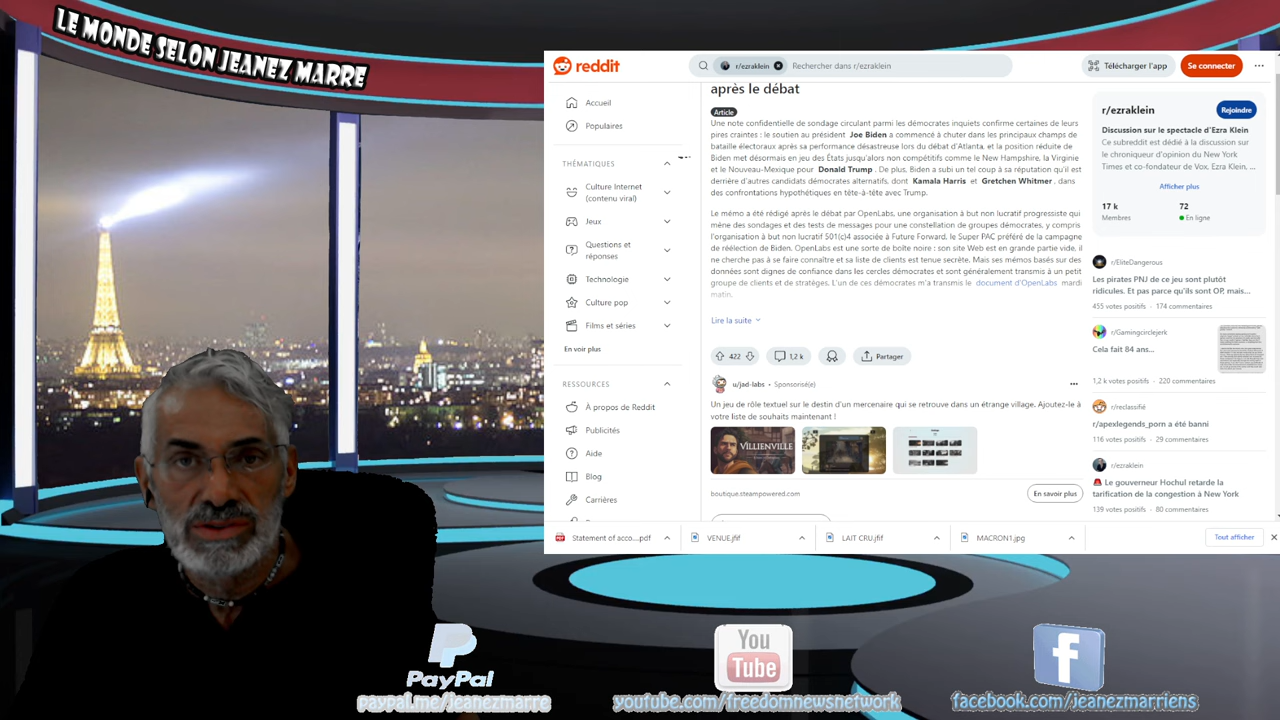 LE MONDE SELON JEANEZ MARRE
reddit
r/ezraklein
Rechercher dans r/ezraklein
Télécharger l'app
Se connecter
Accueil
Populaires
THÉMATIQUES
Culture Internet
(contenu viral)
Jeux
Questions et
réponses
Technologie
Culture pop
Films et séries
En voir plus
RESSOURCES
À propos de Reddit
Publicités
Aide
Blog
Carrières
après le débat
Article
Une note confidentielle de sondage circulant parmi les démocrates inquiets confirme certaines de leurs
pires craintes : le soutien au président Joe Biden a commencé à chuter dans les principaux champs de
bataille électoraux après sa performance désastreuse lors du débat d'Atlanta, et la position réduite de
Biden met désormais en jeu des États jusqu'alors non compétitifs comme le New Hampshire, la Virginie
et le Nouveau-Mexique pour Donald Trump . De plus, Biden a subi un tel coup à sa réputation qu'il est
derrière d'autres candidats démocrates alternatifs, dont Kamala Harris et Gretchen Whitmer , dans
des confrontations hypothétiques en tête-à-tête avec Trump.
Le mémo a été rédigé après le débat par OpenLabs, une organisation à but non lucratif progressiste qui
mène des sondages et des tests de messages pour une constellation de groupes démocrates, y compris
l'organisation à but non lucratif 501(c)4 associée à Future Forward, le Super PAC préféré de la campagne
de réélection de Biden. OpenLabs est une sorte de boîte noire : son site Web est en grande partie vide, il
ne cherche pas à se faire connaître et sa liste de clients est tenue secrète. Mais ses mémos basés sur des
données sont dignes de confiance dans les cercles démocrates et sont généralement transmis à un petit
groupe de clients et de stratèges. L'un de ces démocrates m'a transmis le document d'OpenLabs mardi
matin.
Lire la suite
422
1,2 k
Partager
u/jad-labs • Sponsorisé(e)
Un jeu de rôle textuel sur le destin d'un mercenaire qui se retrouve dans un étrange village. Ajoutez-le à
votre liste de souhaits maintenant !
VILLIENVILLE
boutique.steampowered.com
En savoir plus
r/ezraklein
Rejoindre
Discussion sur le spectacle d'Ezra Klein
Ce subreddit est dédié à la discussion sur
le chroniqueur d'opinion du New York
Times et co-fondateur de Vox, Ezra Klein, ...
Afficher plus
17 k
72
Membres
En ligne
r/EliteDangerous
Les pirates PNJ de ce jeu sont plutôt
ridicules. Et pas parce qu'ils sont OP, mais...
455 votes positifs • 174 commentaires
r/Gamingcirclejerk
Cela fait 84 ans...
1,2 k votes positifs • 220 commentaires
r/reclassifié
r/apexlegends_porn a été banni
116 votes positifs • 29 commentaires
r/ezraklein
Le gouverneur Hochul retarde la
tarification de la congestion à New York
139 votes positifs • 80 commentaires
Statement of acco....pdf
VENUE.jfif
LAIT CRU.jfif
MACRON1.jpg
Tout afficher
PayPal
paypal.me/jeanezmarre
You
Tube
youtube.com/freedomnewsnetwork
f
facebook.com/jeanezmarriens